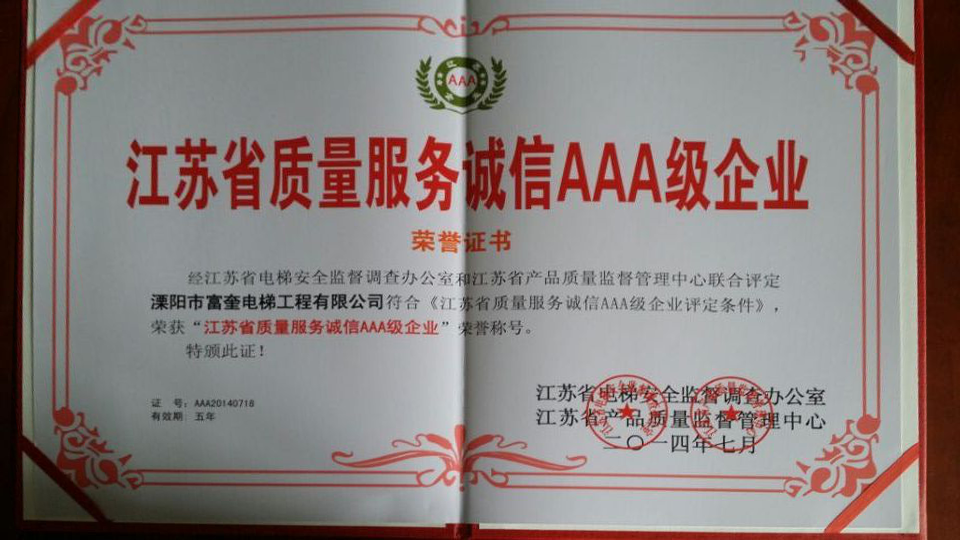 AAA
江苏省质量服务诚信AAA级企业
荣誉证书
经江苏省电梯安全监督调查办公室和江苏省产品质量监督管理中心联合评定
溧阳市富奎电梯工程有限公司符合《江苏省质量服务诚信AAA级企业评定条件》，
荣获“江苏省质量服务诚信AAA级企业”荣誉称号。
特颁此证！
证 号：AAA20140718
有效期：五年
江苏省电梯安全监督调查办公室
江苏省产品质量监督管理中心
二〇一四年七月